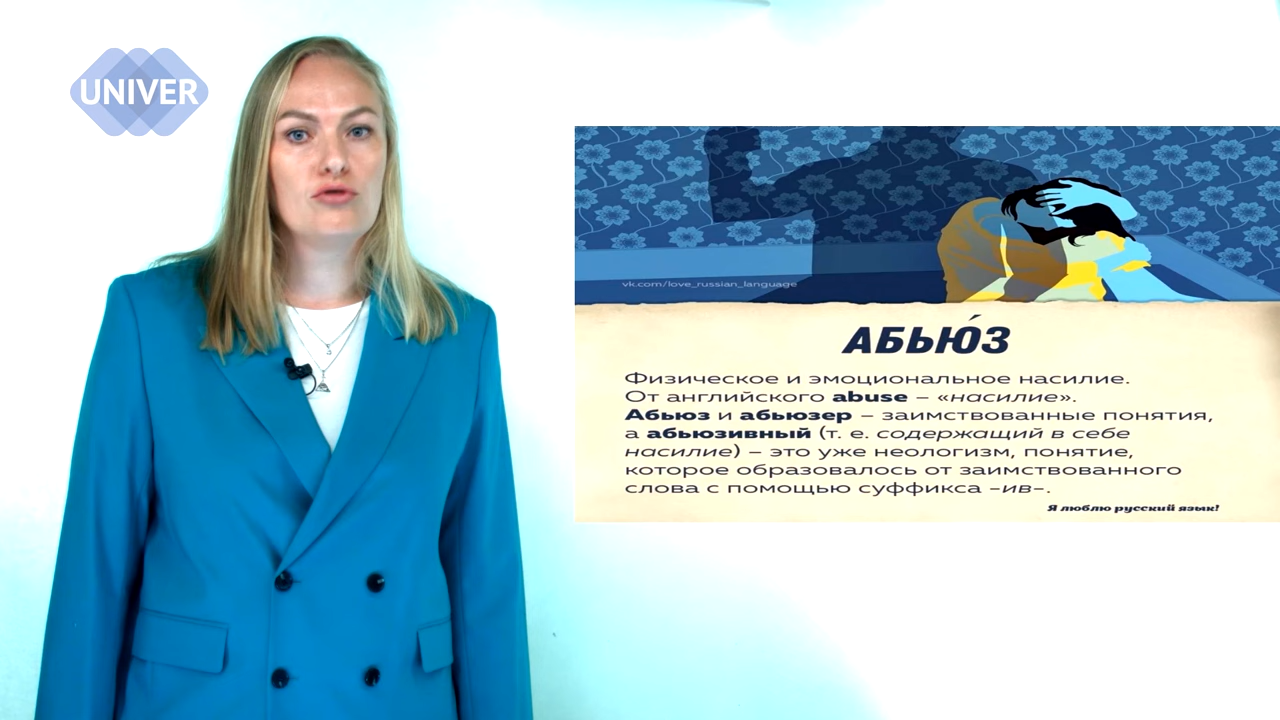 UNIVER
vk.com/love_russian_language
АБЬЮ́З
Физическое и эмоциональное насилие.
От английского abuse – «насилие».
Абьюз и абьюзер – заимствованные понятия,
а абьюзивный (т. е. содержащий в себе
насилие) – это уже неологизм, понятие,
которое образовалось от заимствованного
слова с помощью суффикса -ив-.
Я люблю русский язык!